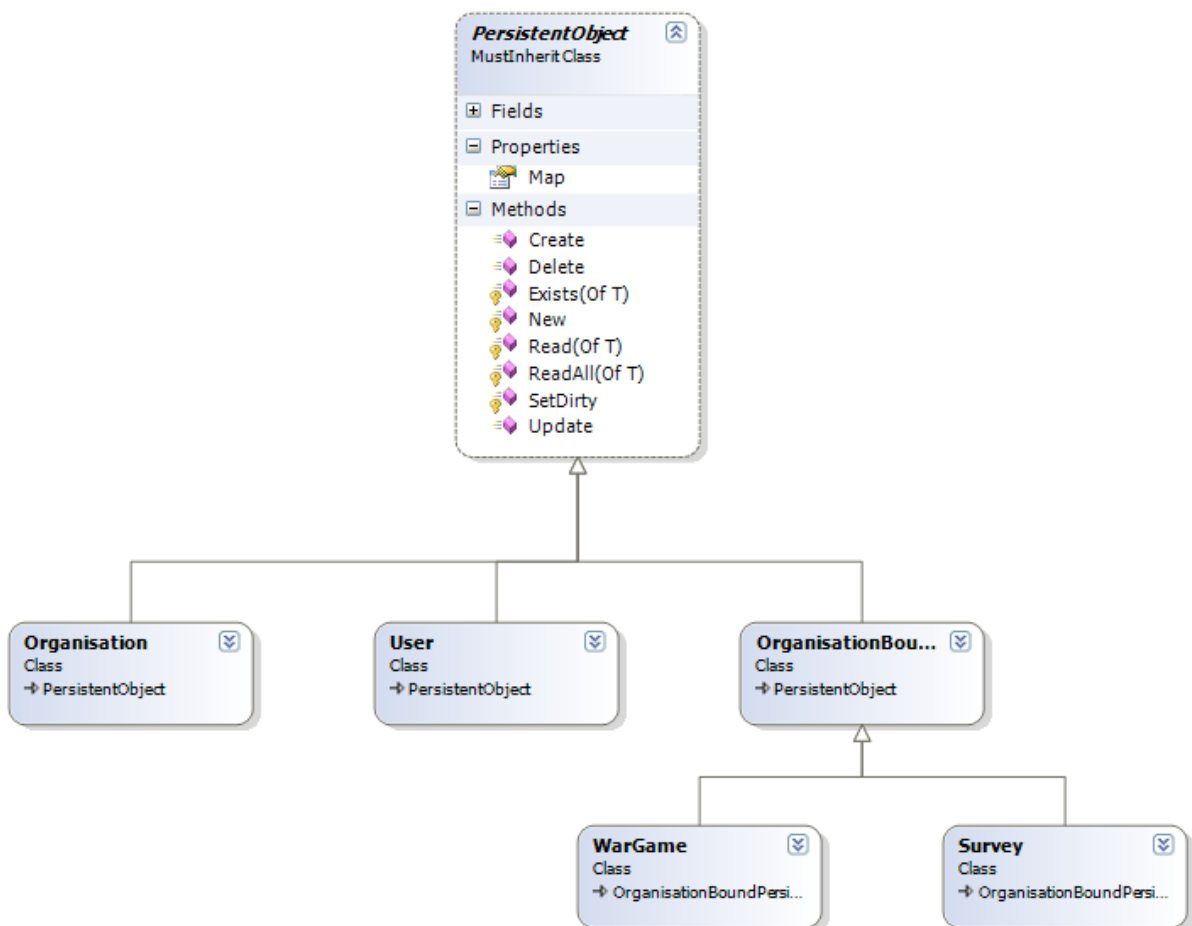 PersistentObject
MustInherit Class
Fields
Properties
Map
Methods
Create
Delete
Exists(Of T)
New
Read(Of T)
ReadAll(Of T)
SetDirty
Update
Organisation
Class
PersistentObject
User
Class
PersistentObject
OrganisationBou...
Class
PersistentObject
WarGame
Class
OrganisationBoundPersi...
Survey
Class
OrganisationBoundPersi...